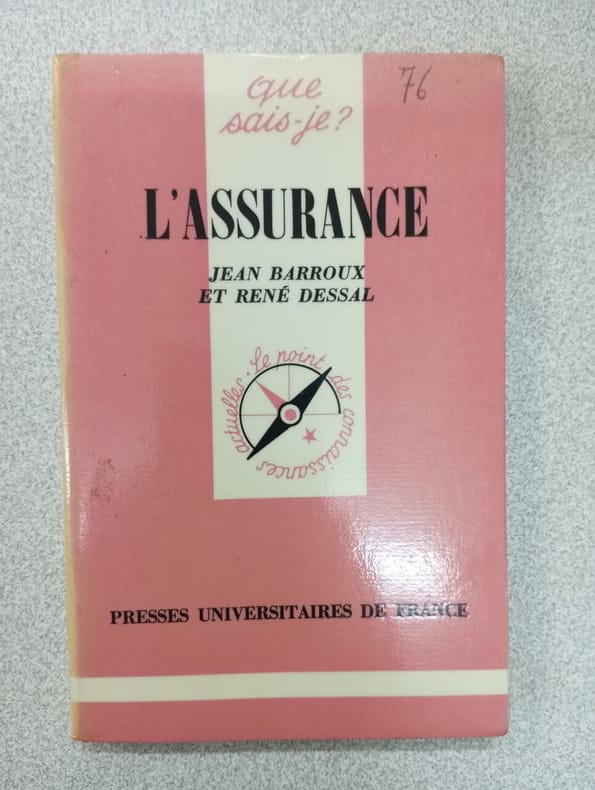 que
sais-je?
76
L'ASSURANCE
JEAN BARROUX
ET RENÉ DESSAL
Le point des connaissances actuelles.
PRESSES UNIVERSITAIRES DE FRANCE